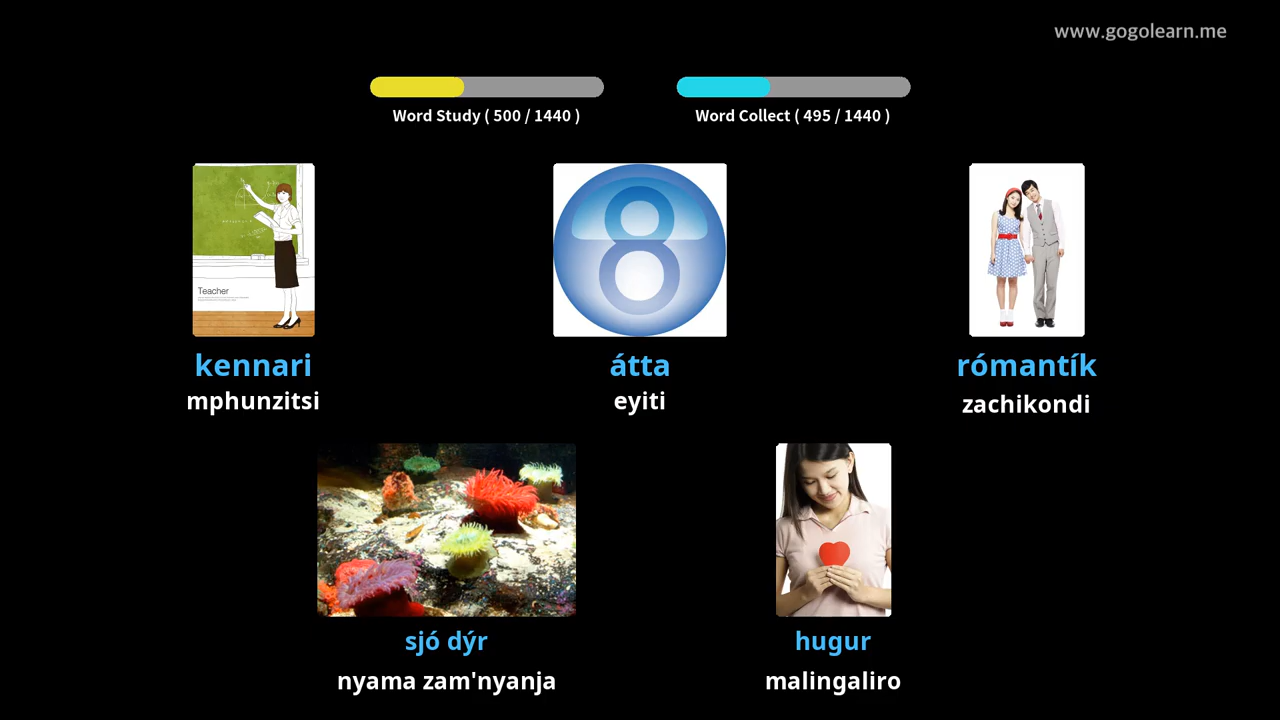 www.gogolearn.me
Word Study ( 500 / 1440 )
Word Collect ( 495 / 1440 )
Teacher
8
kennari
mphunzitsi
átta
eyiti
rómantík
zachikondi
sjó dýr
nyama zam'nyanja
hugur
malingaliro